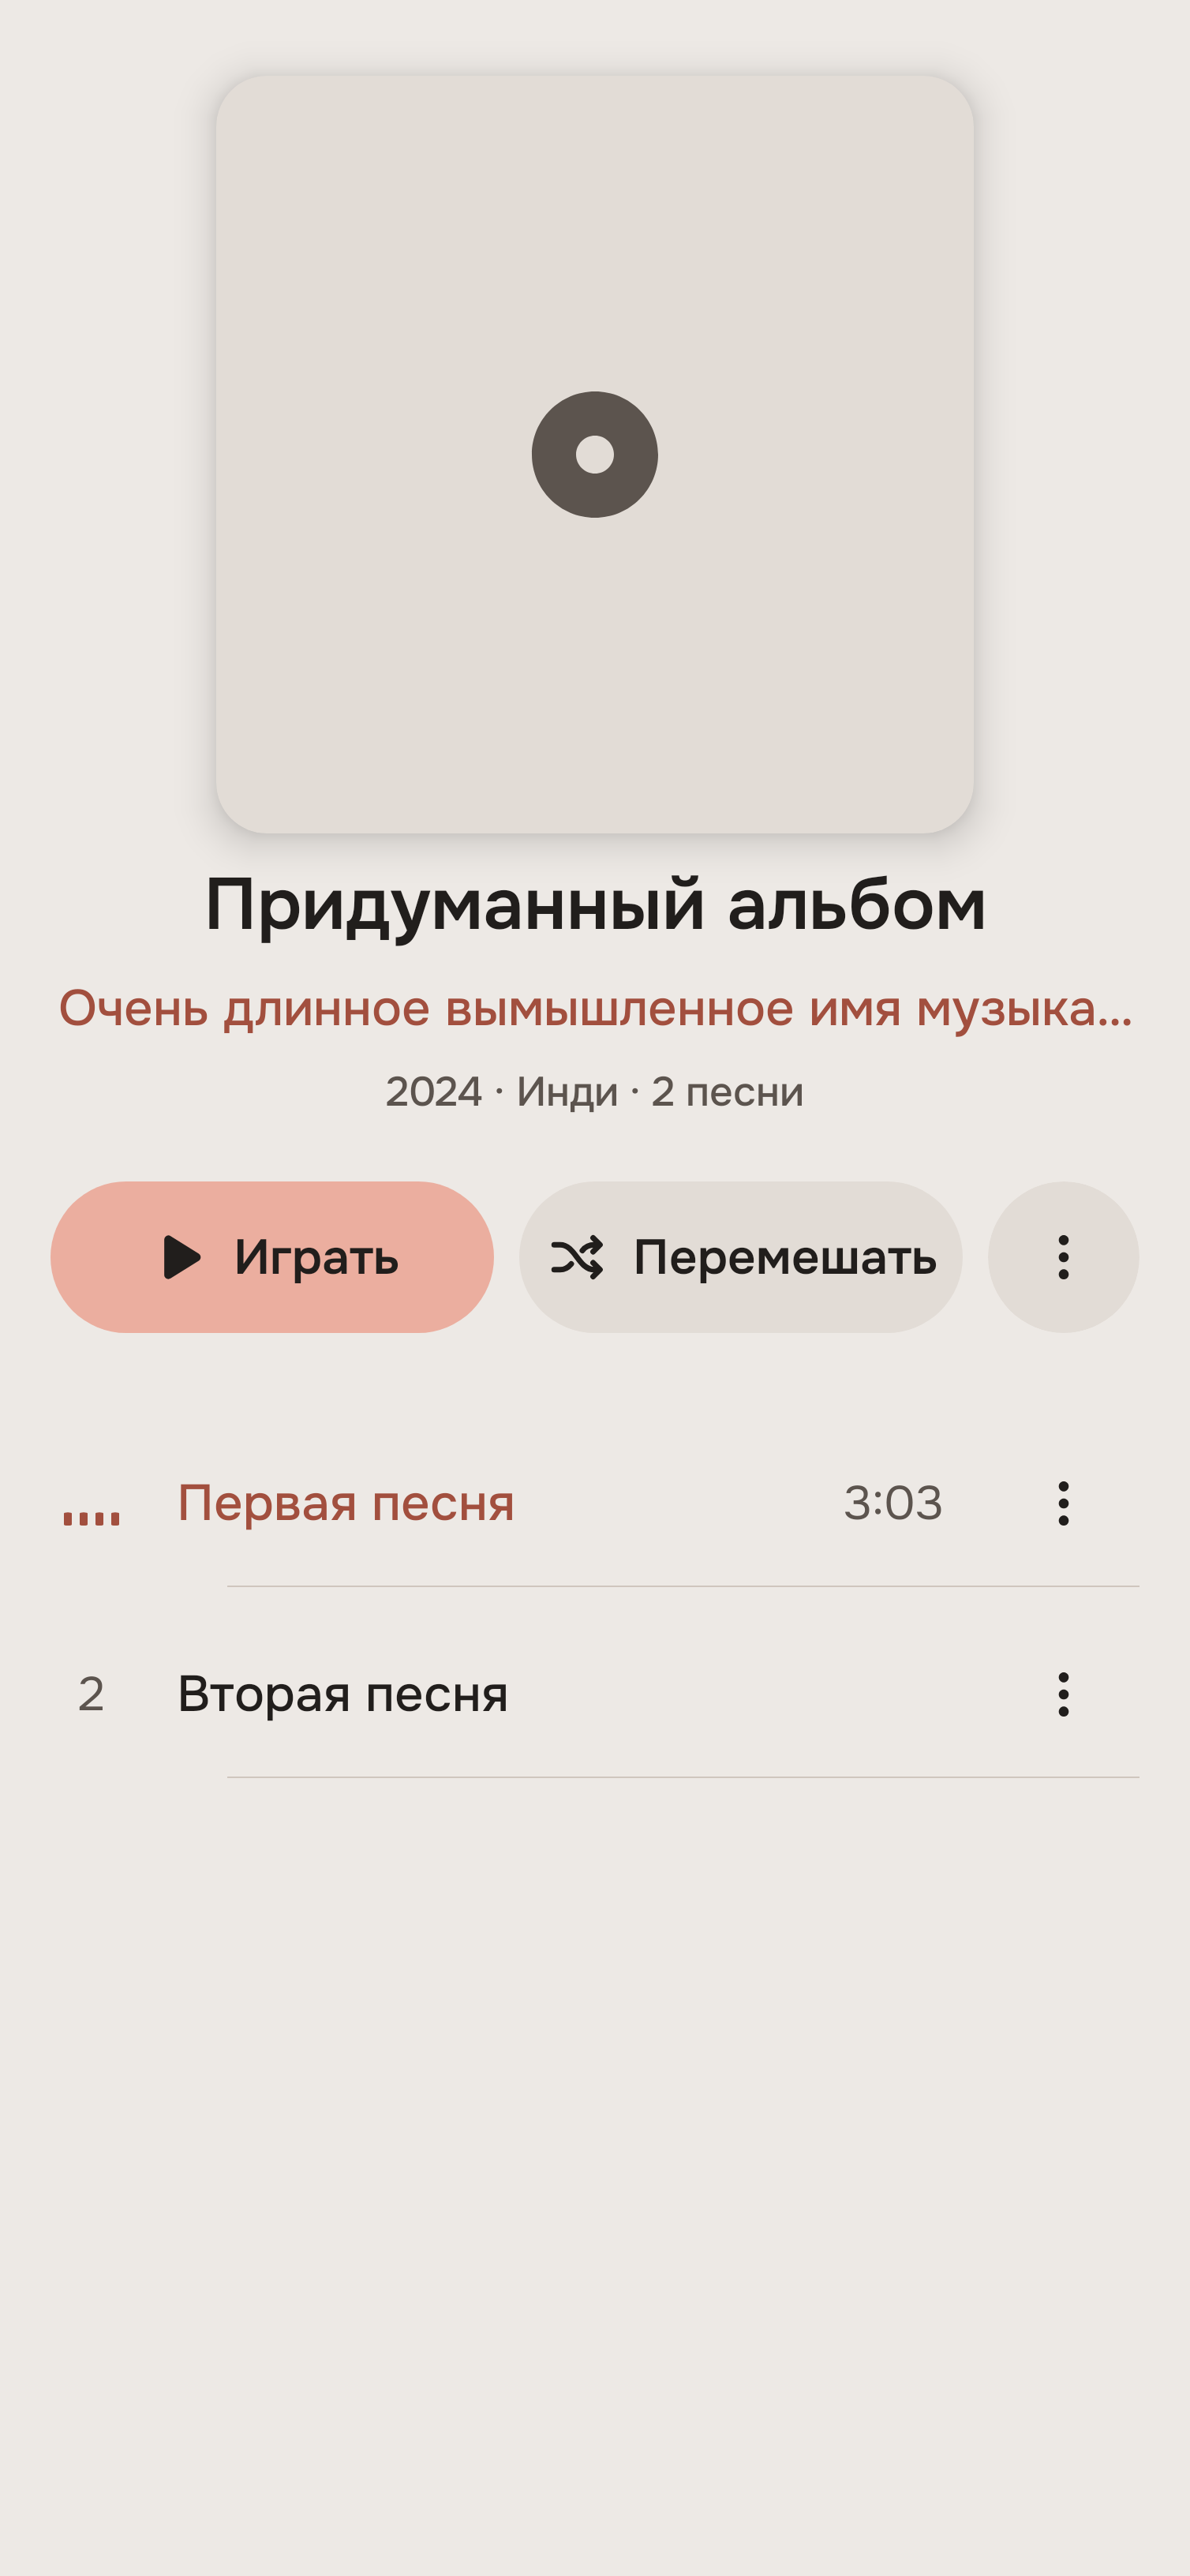 Придуманный альбом
Очень длинное вымышленное имя музыка...
2024 · Инди · 2 песни
Играть
Перемешать
Первая песня 3:03
2 Вторая песня